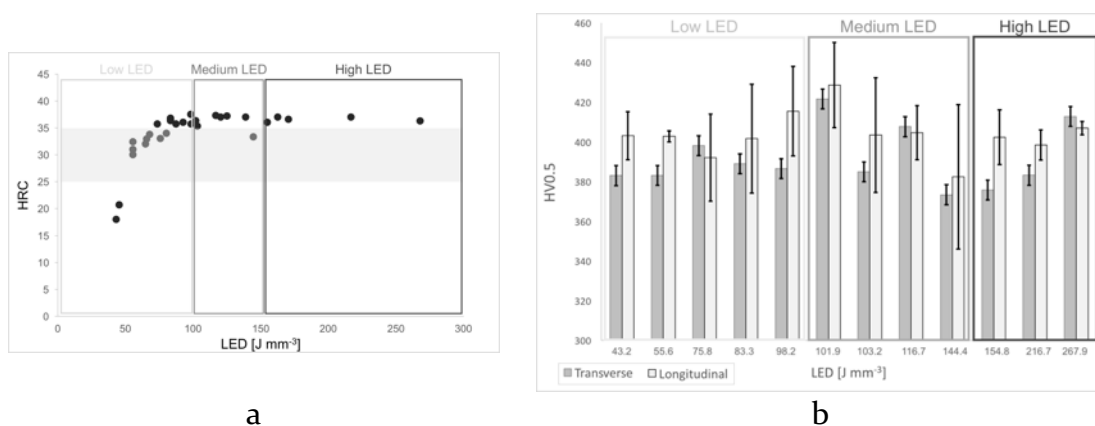 Low LED
Medium LED
High LED
45
40
35
30
25
20
15
10
5
0
HRC
0 50 100 150 200 250 300
LED [J mm⁻³]
a
Low LED
Medium LED
High LED
460
440
420
400
380
360
340
320
300
HV0.5
43.2 55.6 75.8 83.3 98.2 101.9 103.2 116.7 144.4 154.8 216.7 267.9
Transverse Longitudinal
LED [J mm⁻³]
b